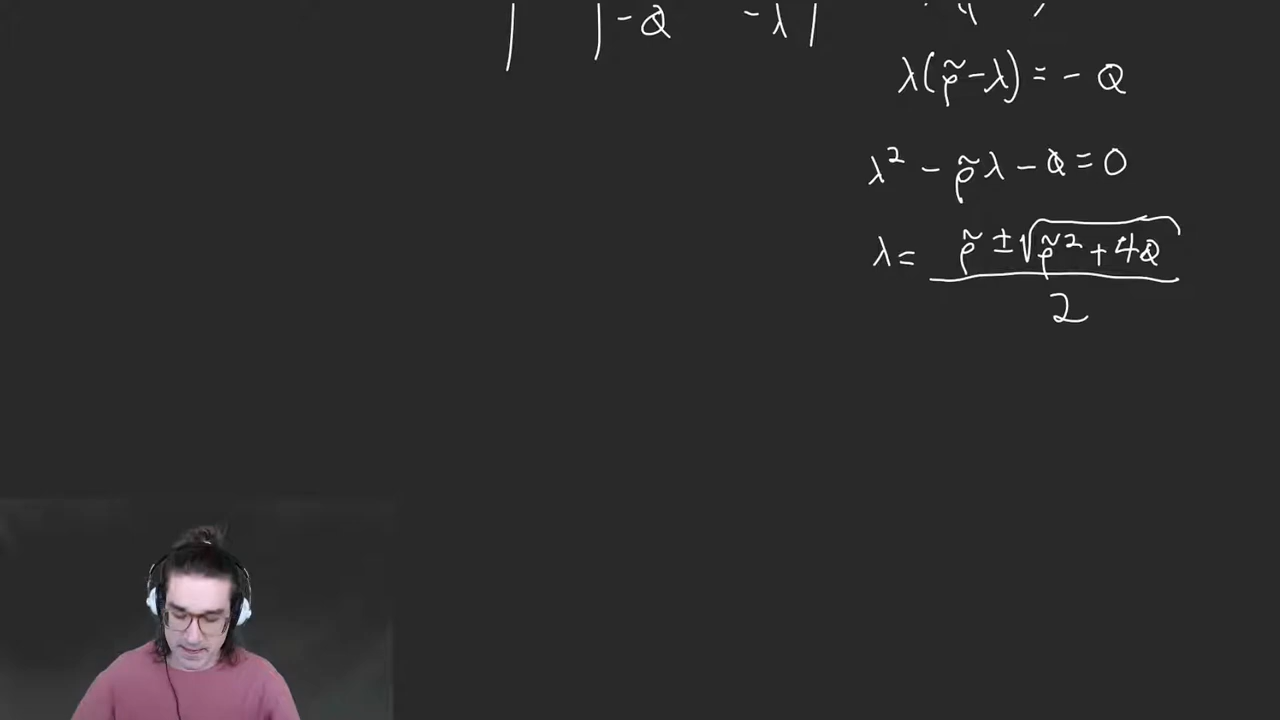 | |-Q -λ|
λ(ρ̃-λ) = - Q
λ² - ρ̃λ - Q = 0
λ = (ρ̃ ± √(ρ̃² + 4Q)) / 2